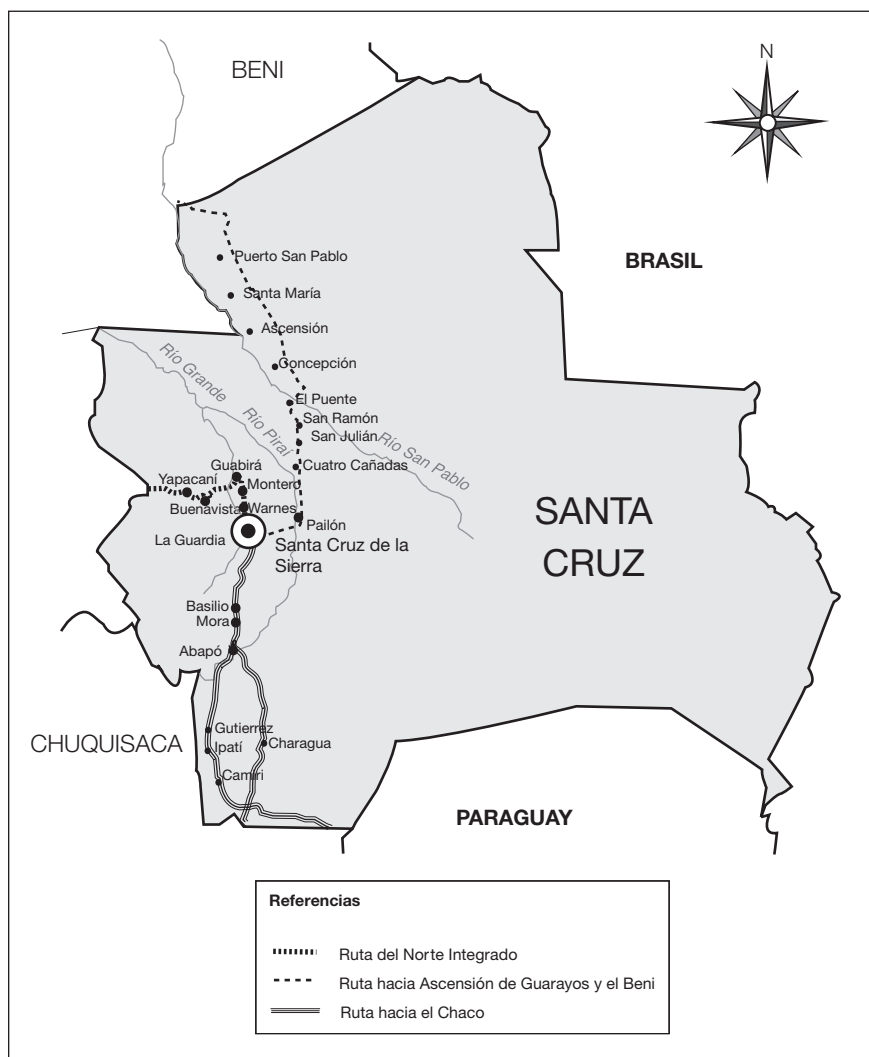 BENI
N
Puerto San Pablo
BRASIL
Santa María
Ascensión
Río Grande
Concepción
El Puente
Río Piraí
San Ramón
San Julián
Río San Pablo
Guabirá
Cuatro Cañadas
Yapacaní
Montero
Buenavista
Warnes
SANTA
CRUZ
Pailón
La Guardia
Santa Cruz de la
Sierra
Basilio
Mora
Abapó
Gutierrez
CHUQUISACA
Ipatí
Charagua
Camiri
PARAGUAY
Referencias
Ruta del Norte Integrado
Ruta hacia Ascensión de Guarayos y el Beni
Ruta hacia el Chaco